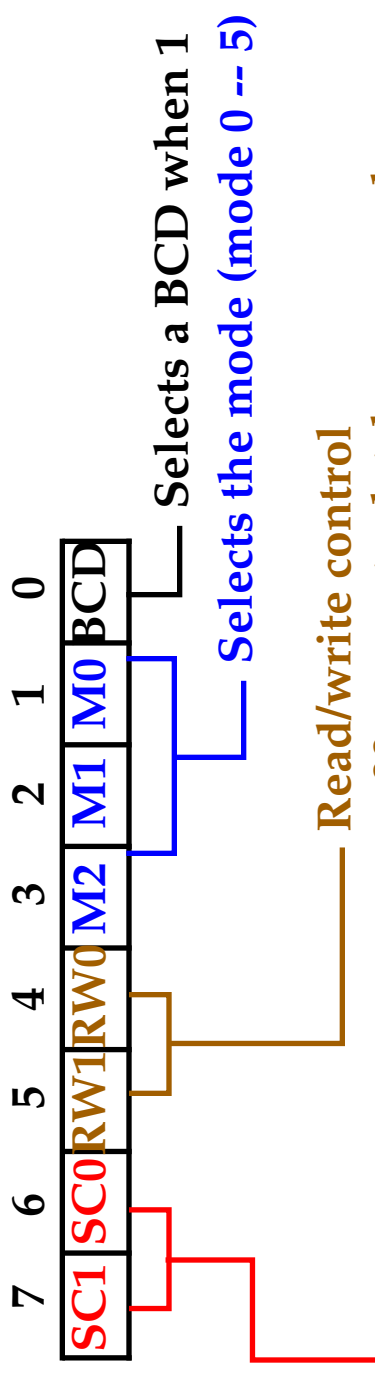 7 6 5 4 3 2 1 0
SC1 SC0 RW1 RW0 M2 M1 M0 BCD
Selects a BCD when 1
Selects the mode (mode 0 -- 5)
Read/write control